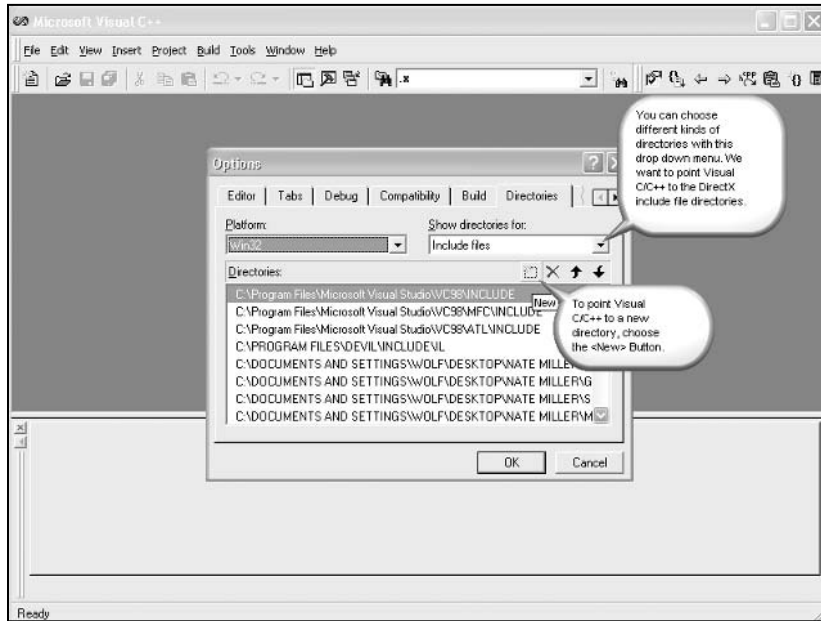 Microsoft Visual C++
File Edit View Insert Project Build Tools Window Help
.x
You can choose
different kinds of
directories with this
drop down menu. We
want to point Visual
C/C++ to the DirectX
include file directories.
Options
Editor Tabs Debug Compatibility Build Directories
Platform: Show directories for:
Win32 Include files
Directories:
C:\Program Files\Microsoft Visual Studio\VC98\INCLUDE
New
C:\Program Files\Microsoft Visual Studio\VC98\MFC\INCLUDE
C:\Program Files\Microsoft Visual Studio\VC98\ATL\INCLUDE
C:\PROGRAM FILES\DEVIL\INCLUDE\IL
C:\DOCUMENTS AND SETTINGS\WOLF\DESKTOP\NATE MILLER
C:\DOCUMENTS AND SETTINGS\WOLF\DESKTOP\NATE MILLER\G
C:\DOCUMENTS AND SETTINGS\WOLF\DESKTOP\NATE MILLER\S
C:\DOCUMENTS AND SETTINGS\WOLF\DESKTOP\NATE MILLER\M
To point Visual
C/C++ to a new
directory, choose
the <New> Button.
OK Cancel
Ready